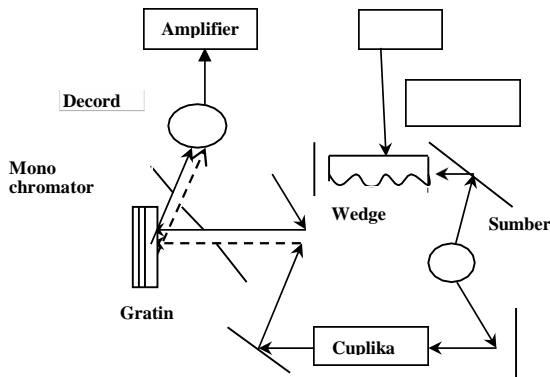 Amplifier
Decord
Mono
chromator
Wedge
Sumber
Gratin
Cuplika